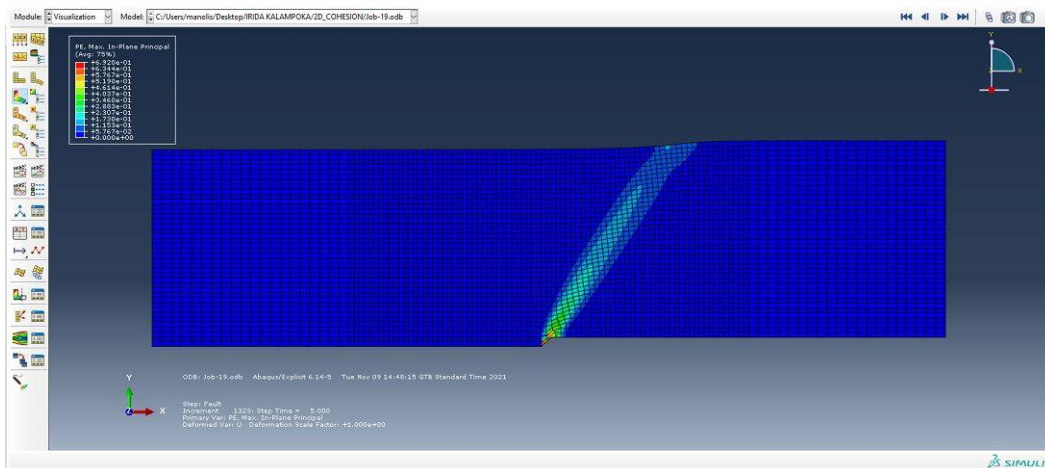 Module: Visualization Model: C:/Users/manolis/Desktop/IRIDA KALAMPOKA/2D_COHESION/Job-19.odb
PE, Max. In-Plane Principal
(Avg: 75%)
+6.920e-01
+6.344e-01
+5.767e-01
+5.190e-01
+4.614e-01
+4.037e-01
+3.460e-01
+2.883e-01
+2.307e-01
+1.730e-01
+1.153e-01
+5.767e-02
+0.000e+00
Y
X
Y
X
ODB: Job-19.odb Abaqus/Explicit 6.14-5 Tue Nov 09 14:48:15 GTB Standard Time 2021
Step: Fault
Increment 1323: Step Time = 5.000
Primary Var: PE, Max. In-Plane Principal
Deformed Var: U Deformation Scale Factor: +1.000e+00
SIMULI